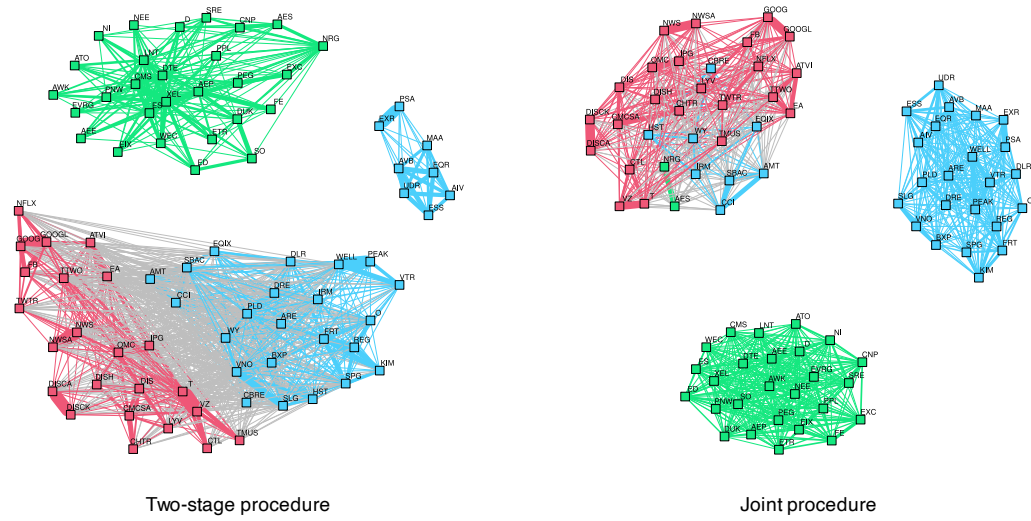 SRE
NEE
D
AES
NI
CNP
NRG
LNT
PPL
ATO
DTE
EXC
CMS
PEG
AEP
AWK
PNW
XEL
EVRG
ES
DUK
FE
AEE
WEC
ETR
EIX
SO
ED
PSA
EXR
MAA
AVB
EQR
UDR
AIV
ESS
NFLX
GOOG
GOOGL
ATVI
EQIX
SBAC
DLR
WELL
PEAK
FB
TTWO
EA
AMT
VTR
DRE
IRM
CCI
TWTR
PLD
ARE
O
NWS
WY
FRT
REG
NWSA
OMC
IPG
BXP
VNO
KIM
SPG
DISCA
DISH
DIS
T
HST
CBRE
SLG
DISCK
CMCSA
VZ
LYV
TMUS
CHTR
CTL
GOOG
NWS
NWSA
GOOGL
FB
OMC
IPG
CBRE
NFLX
ATVI
DIS
LYV
DISH
TTWO
DISCK
CHTR
TWTR
EA
CMCSA
EQIX
HST
WY
TMUS
DISCA
CTL
NRG
IRM
SBAC
AMT
VZ
T
AES
CCI
UDR
ESS
AVB
MAA
EXR
EQR
AIV
PSA
WELL
DLR
PLD
ARE
VTR
SLG
DRE
PEAK
VNO
REG
BXP
SPG
FRT
KIM
ATO
CMS
LNT
NI
WEC
D
ES
DTE
AEE
CNP
XEL
EVRG
SRE
ED
AWK
NEE
PNW
SO
PPL
PEG
EXC
DUK
AEP
EIX
FE
ETR
Two-stage procedure
Joint procedure